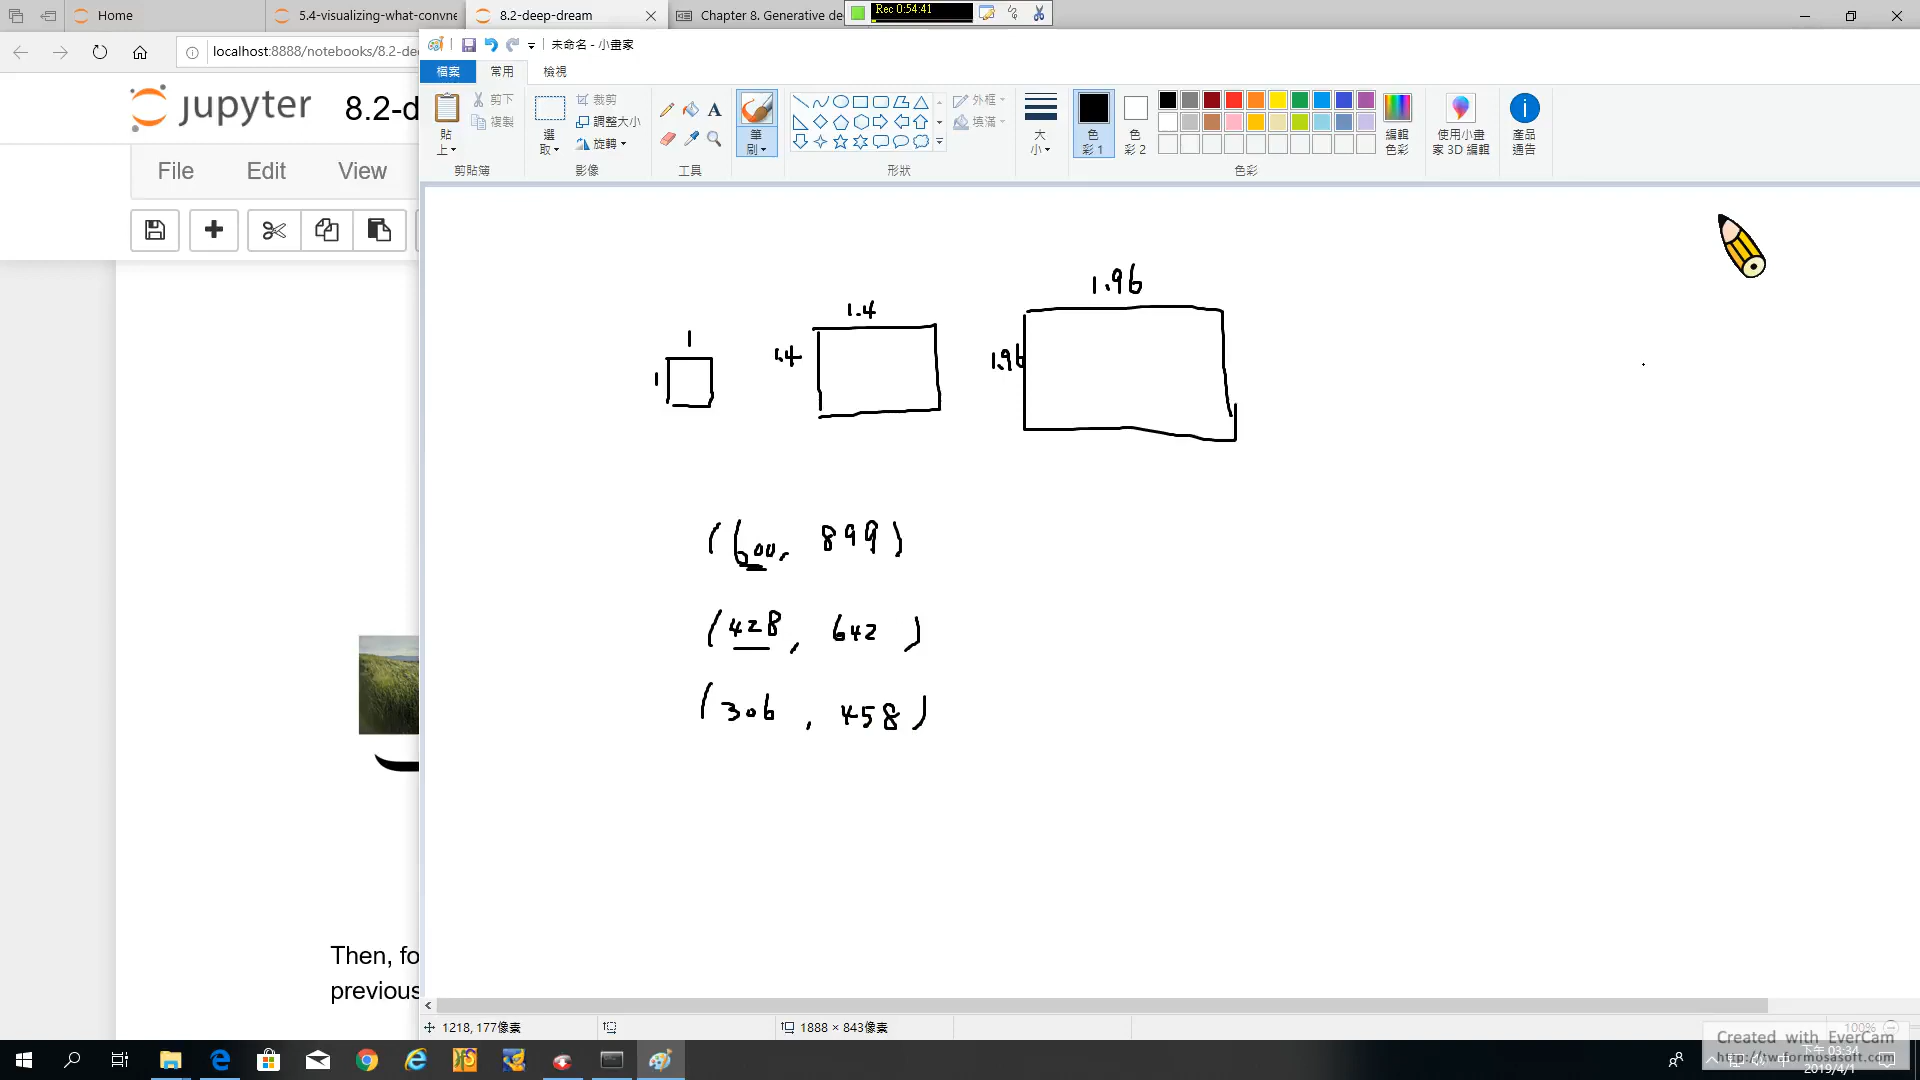 Home
5.4-visualizing-what-convne
8.2-deep-dream
Chapter 8. Generative de
Rec 0:54:41
localhost:8888/notebooks/8.2-de
未命名 - 小畫家
檔案
常用
檢視
jupyter
8.2-d
File
Edit
View
貼上
剪下
複製
剪貼簿
選取
裁剪
調整大小
旋轉
影像
A
工具
筆刷
外框
填滿
形狀
大小
色彩 1
色彩 2
編輯色彩
色彩
使用小畫家 3D 編輯
產品通告
1
1
1.4
1.4
1.96
1.96
(600, 899)
(428, 642)
(306, 458)
Then, fo
previous
1218, 177像素
1888 × 843像素
100%
Created with EverCam
http://tw.formosasoft.com
下午 03:34
2019/4/1